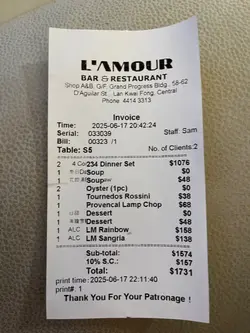 L'AMOUR
BAR & RESTAURANT
Shop A&B, G/F, Grand Progress Bldg., 58-62
D'Aguilar St., Lan Kwai Fong, Central
Phone: 4414 3313
Invoice
Time: 2025-06-17 20:42:24
Serial: 033039 Staff: Sam
Bill: 00323 /1
Table: S5 No. of Clients:2
2 234 Dinner Set $1076
1 Soup $0
1 Soup $48
2 Oyster (1pc) $0
1 Tournedos Rossini $38
1 Provencal Lamp Chop $68
1 Dessert $0
1 Dessert $48
1 ALC LM Rainbow $158
1 ALC LM Sangria $138
Sub-total: $1574
10% S.C.: $157
Total: $1731
print time: 2025-06-17 22:11:40
print#. 1
Thank You For Your Patronage !